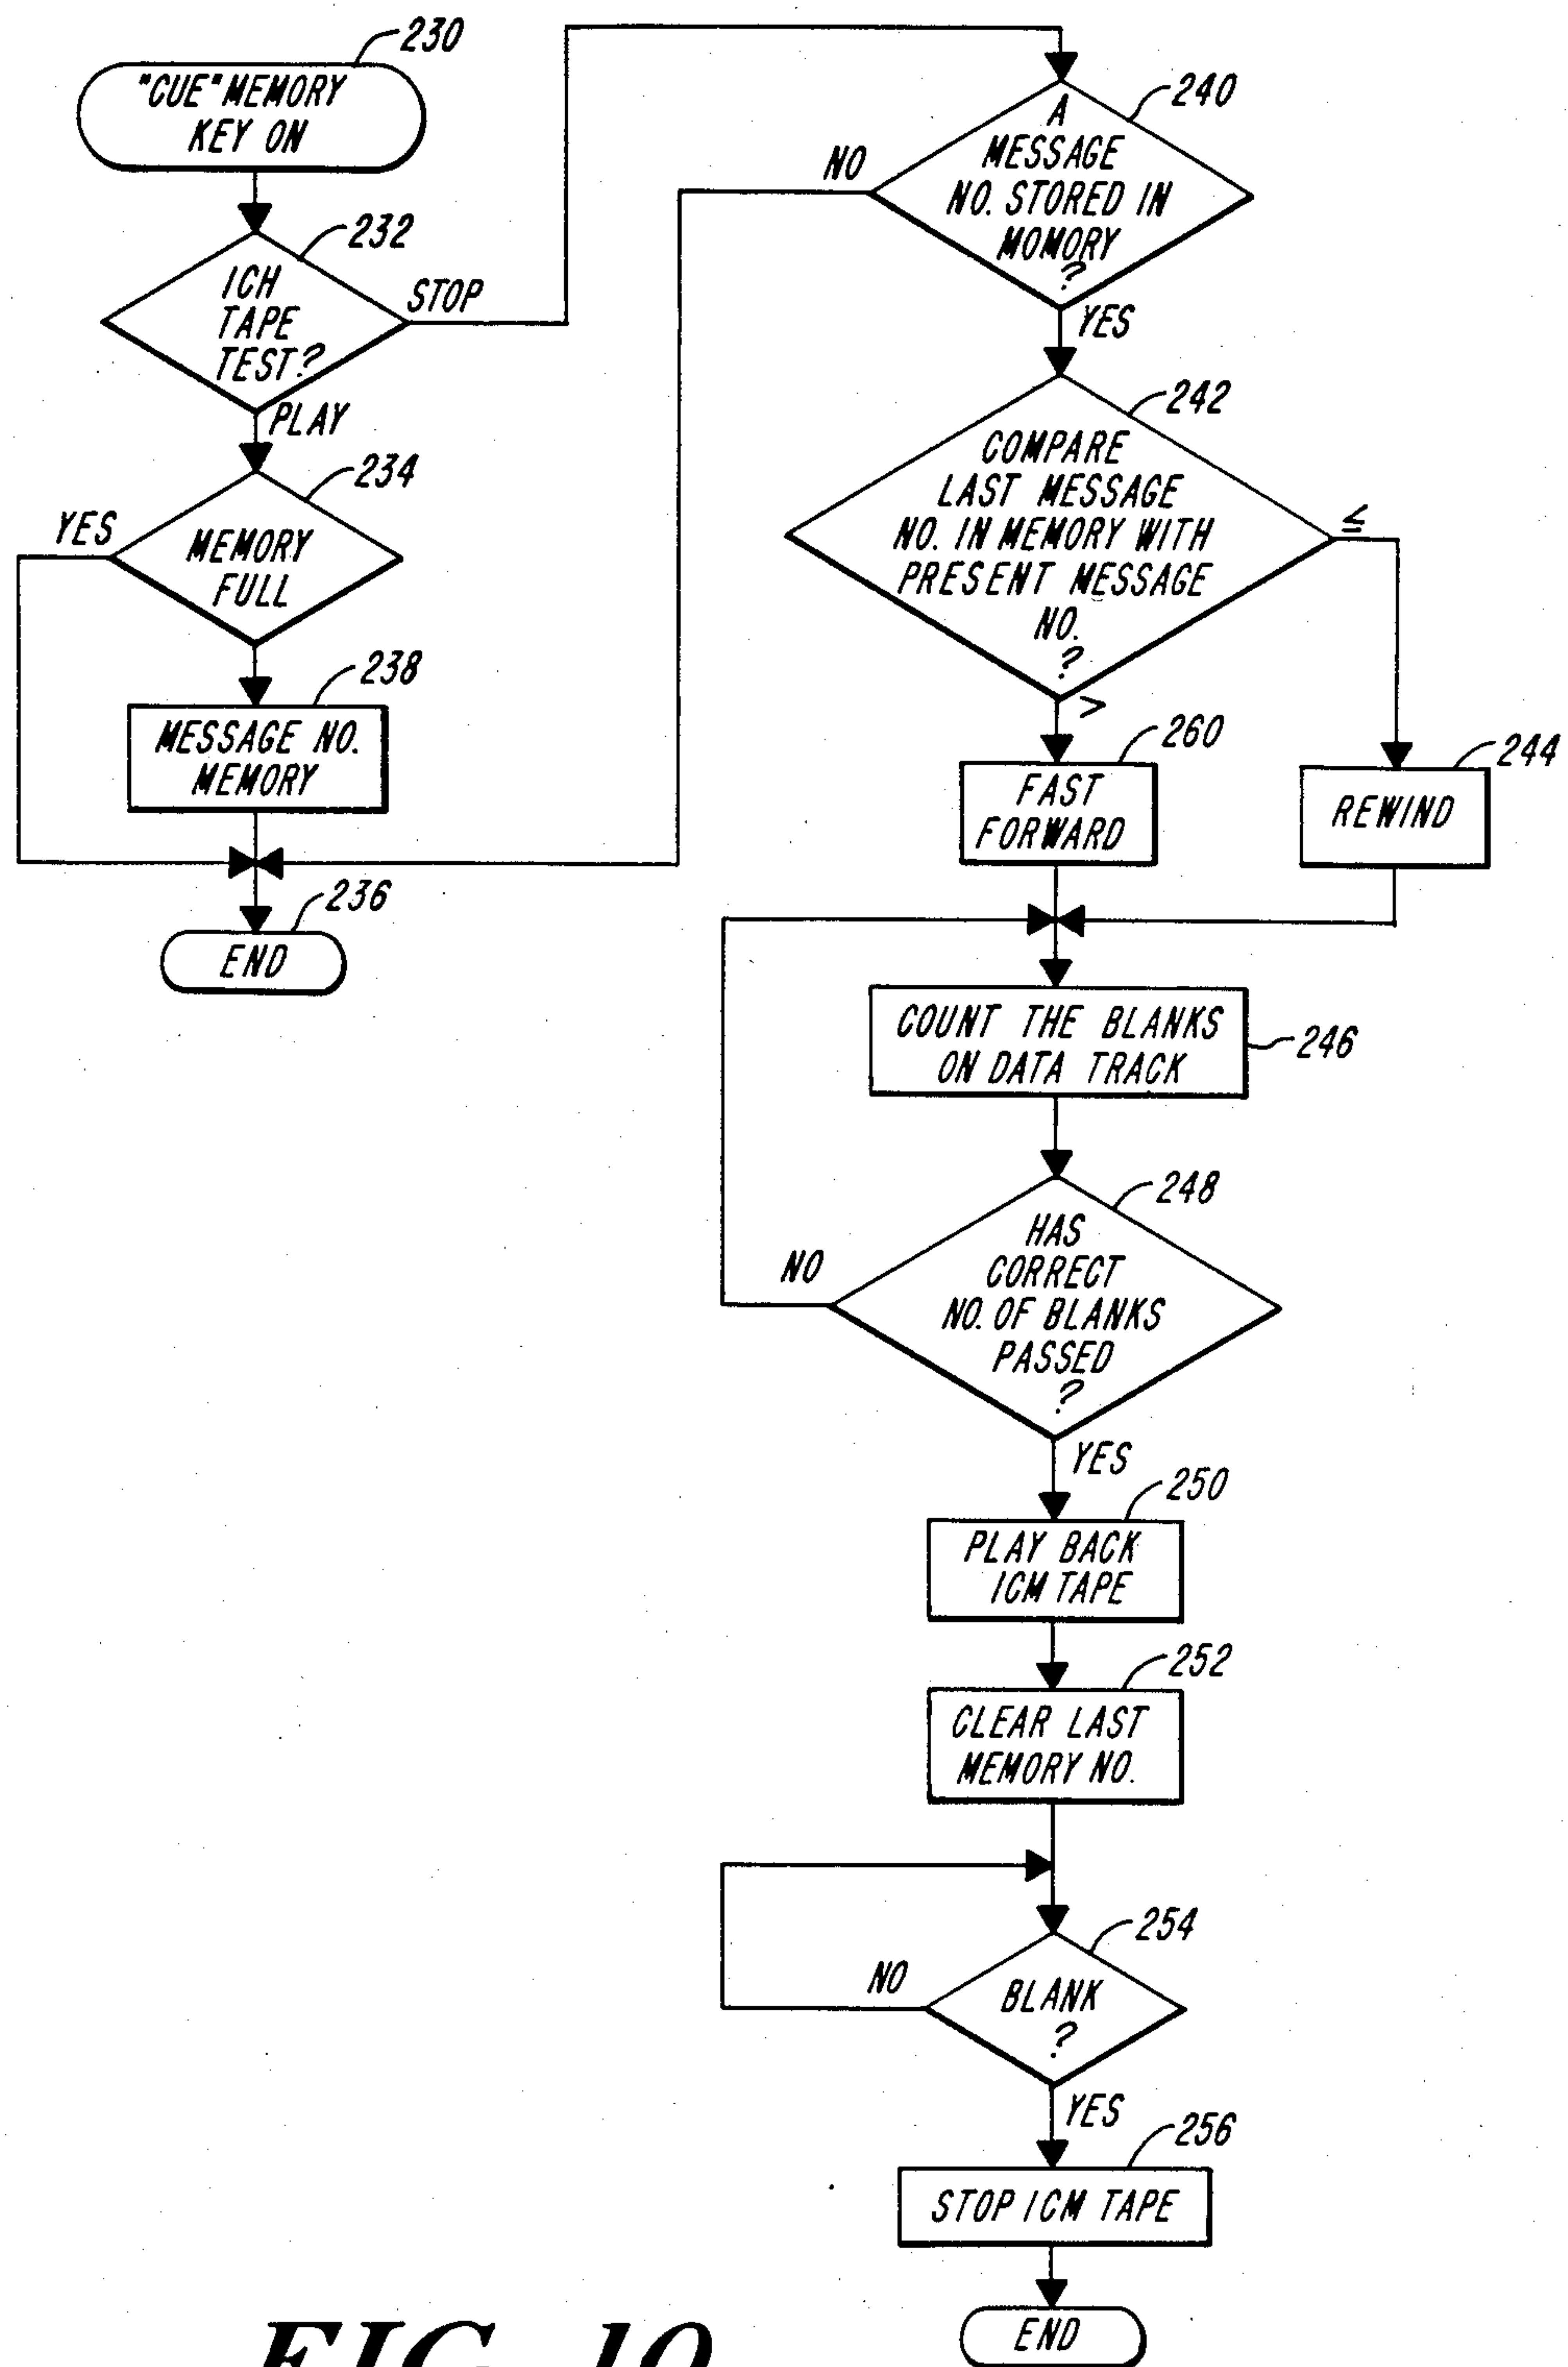 230
"CUE" MEMORY
KEY ON
232
ICH
TAPE
TEST?
STOP
PLAY
234
YES
MEMORY
FULL
238
MESSAGE NO.
MEMORY
236
END
240
A
MESSAGE
NO. STORED IN
MOMORY
?
NO
YES
242
COMPARE
LAST MESSAGE
NO. IN MEMORY WITH
PRESENT MESSAGE
NO.
?
≤
>
260
FAST
FORWARD
244
REWIND
COUNT THE BLANKS
ON DATA TRACK
246
248
HAS
CORRECT
NO. OF BLANKS
PASSED
?
NO
YES
250
PLAY BACK
ICM TAPE
252
CLEAR LAST
MEMORY NO.
254
NO
BLANK
?
YES
256
STOP ICM TAPE
END
FIG. 10